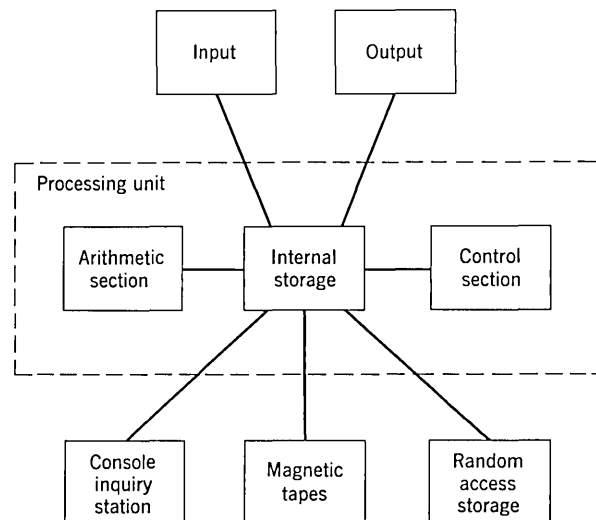 Input
Output
Processing unit
Arithmetic
section
Internal
storage
Control
section
Console
inquiry
station
Magnetic
tapes
Random
access
storage